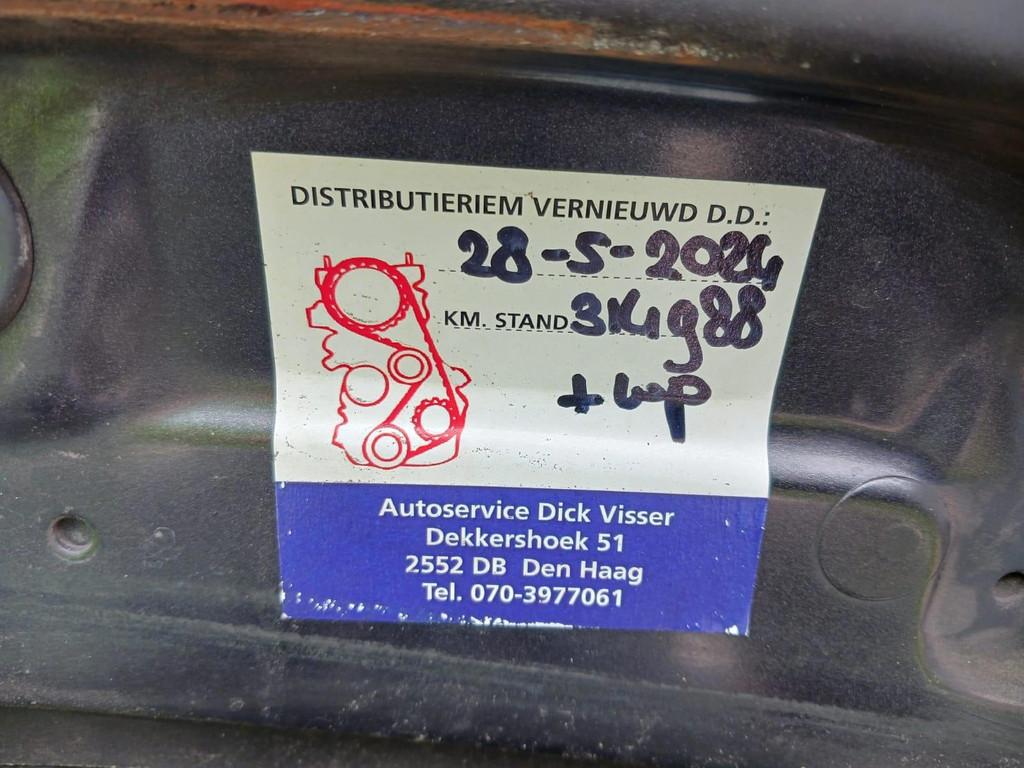 DISTRIBUTIERIEM VERNIEUWD D.D.:
28-5-2024
KM. STAND 314988
+ wp
Autoservice Dick Visser
Dekkershoek 51
2552 DB Den Haag
Tel. 070-3977061